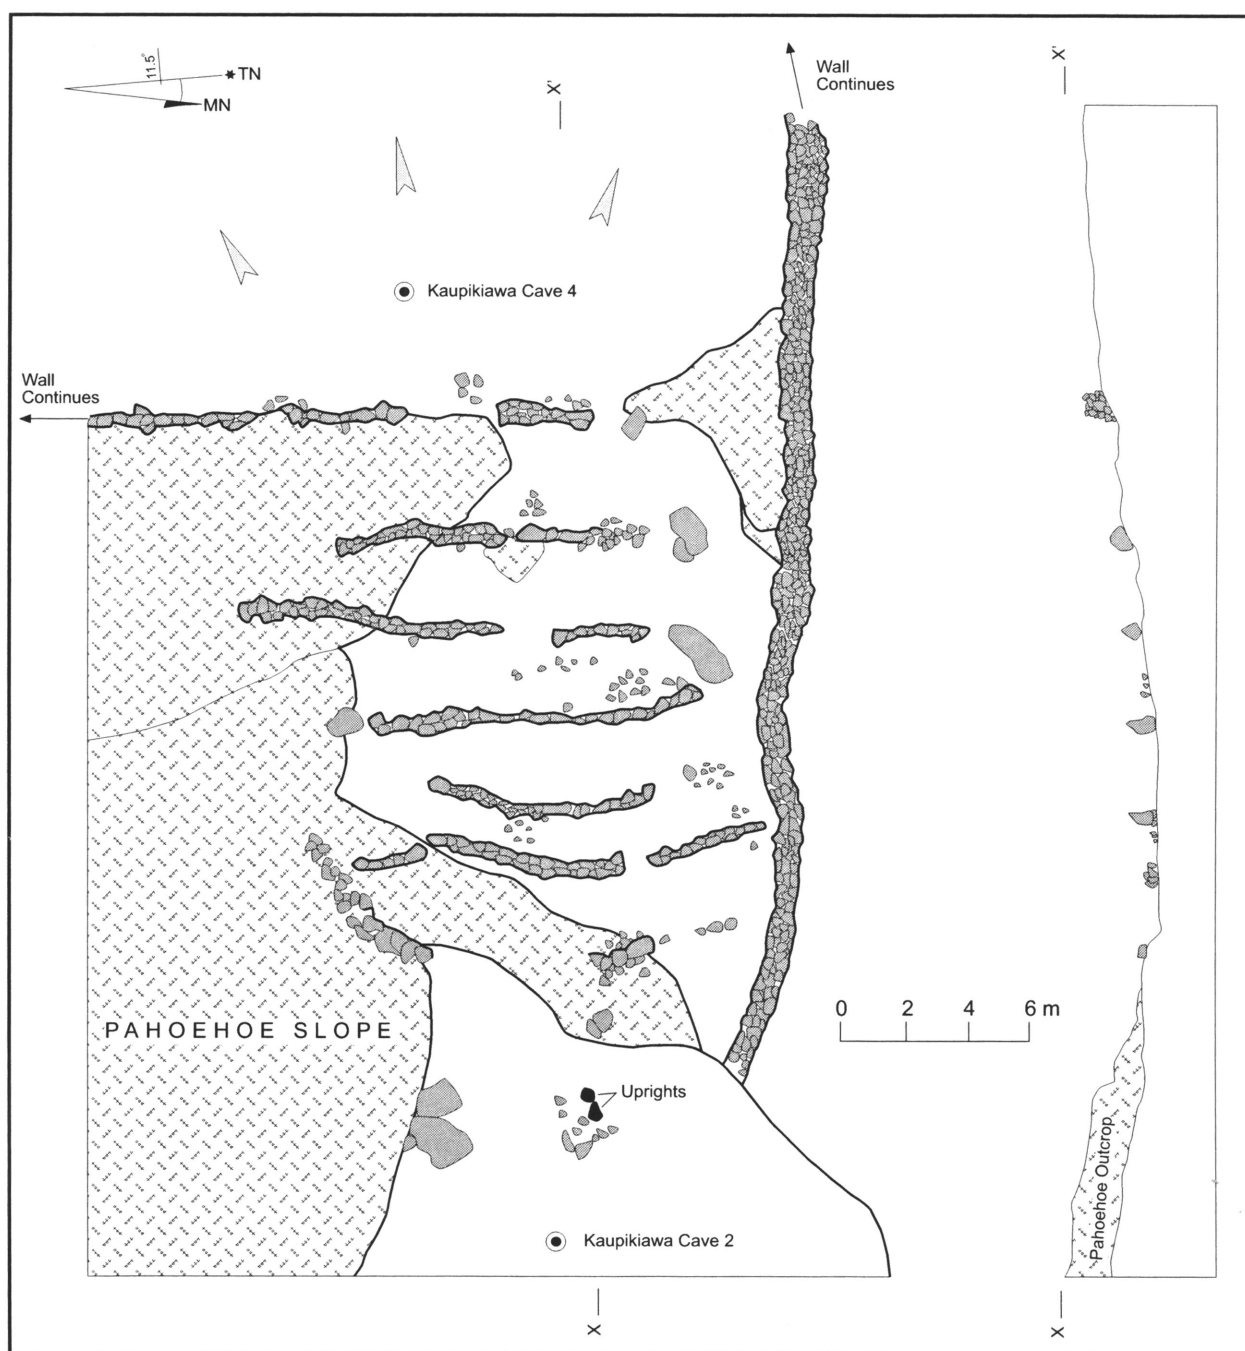 11.5°
TN
MN
X'
Wall
Continues
X'
Kaupikiawa Cave 4
Wall
Continues
0 2 4 6 m
PAHOEHOE SLOPE
Uprights
Pahoehoe Outcrop
Kaupikiawa Cave 2
X
X